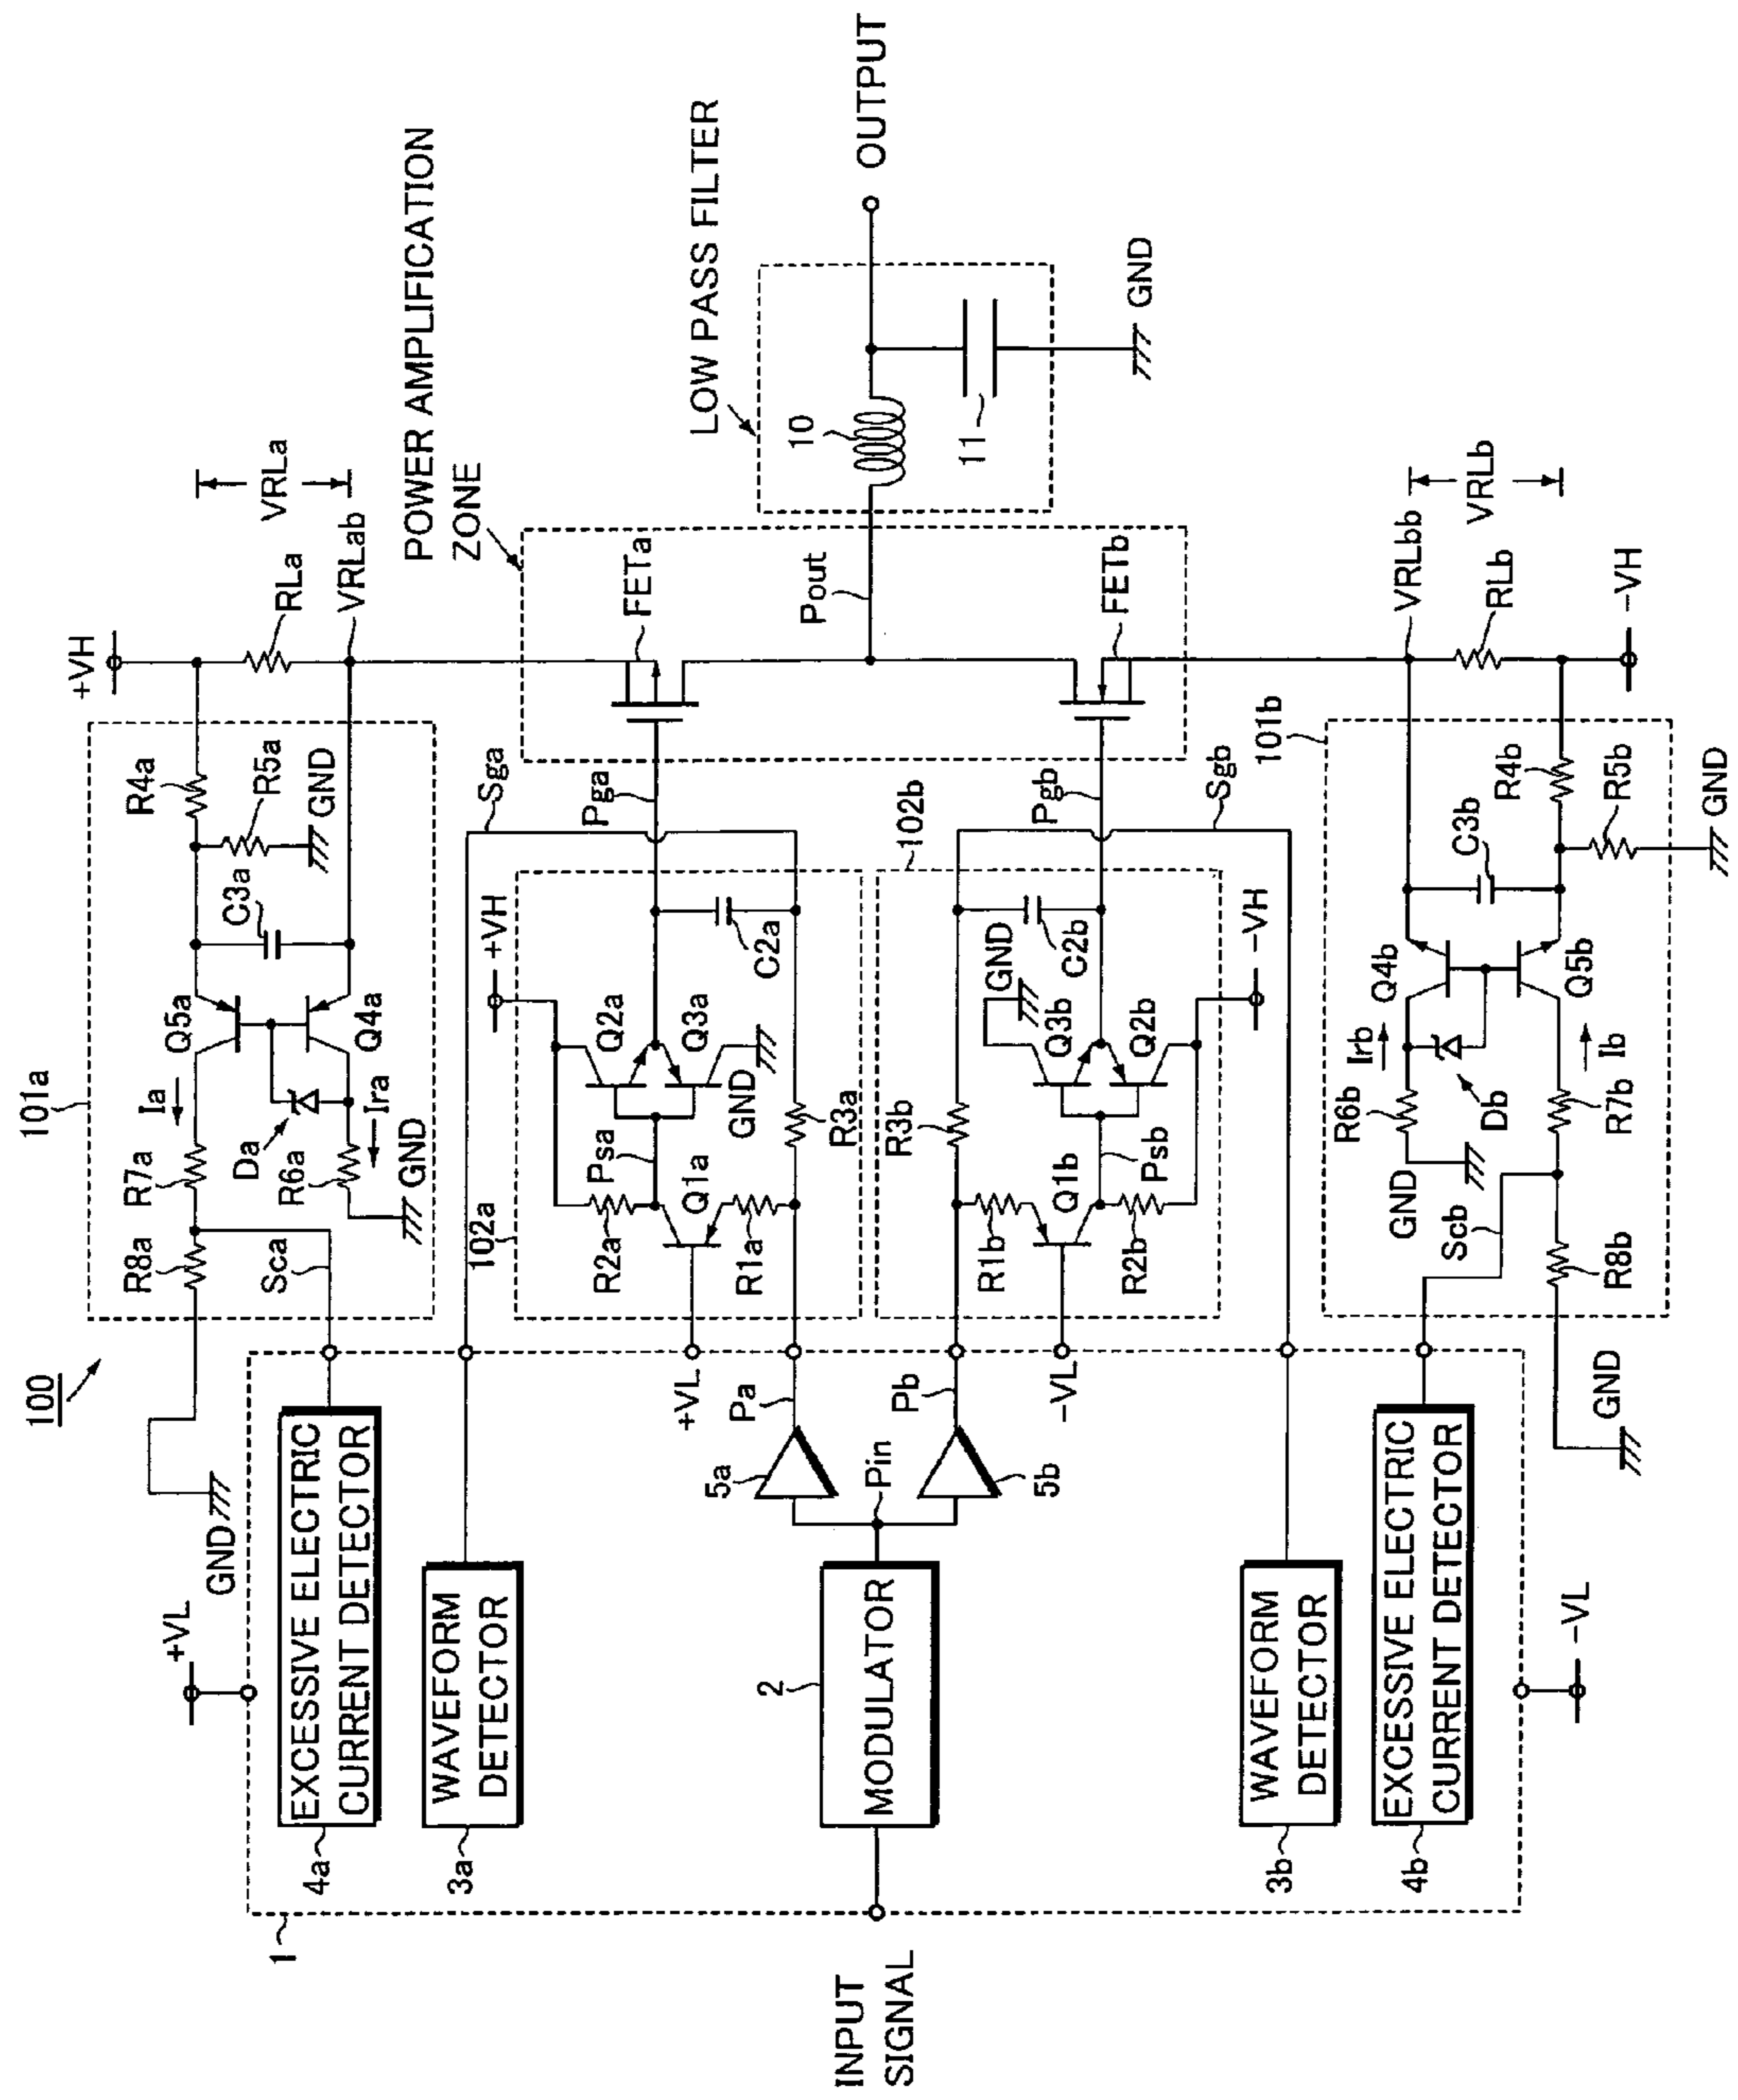 100
+VH
VRLa
RLa
VRLab
101a
R4a
R5a
GND
C3a
Q5a
Q4a
Ia
Da
Ira
R7a
R6a
GND
R8a
Sca
GND
+VL
EXCESSIVE ELECTRIC
CURRENT DETECTOR
4a
WAVEFORM
DETECTOR
3a
POWER AMPLIFICATION
ZONE
FETa
Sga
Pga
+VH
Q2a
Q3a
C2a
GND
Psa
R2a
Q1a
R1a
R3a
102a
+VL
Pa
5a
Pin
2
MODULATOR
INPUT
SIGNAL
1
LOW PASS FILTER
10
11
GND
OUTPUT
Pout
FETb
Pgb
Sgb
102b
C2b
GND
Q3b
Q2b
-VH
R3b
Psb
Q1b
R1b
R2b
-VL
Pb
5b
WAVEFORM
DETECTOR
3b
EXCESSIVE ELECTRIC
CURRENT DETECTOR
4b
-VL
VRLb
VRLbb
RLb
-VH
101b
R4b
R5b
GND
C3b
Q4b
Q5b
Irb
Ib
Db
R6b
R7b
GND
Scb
R8b
GND